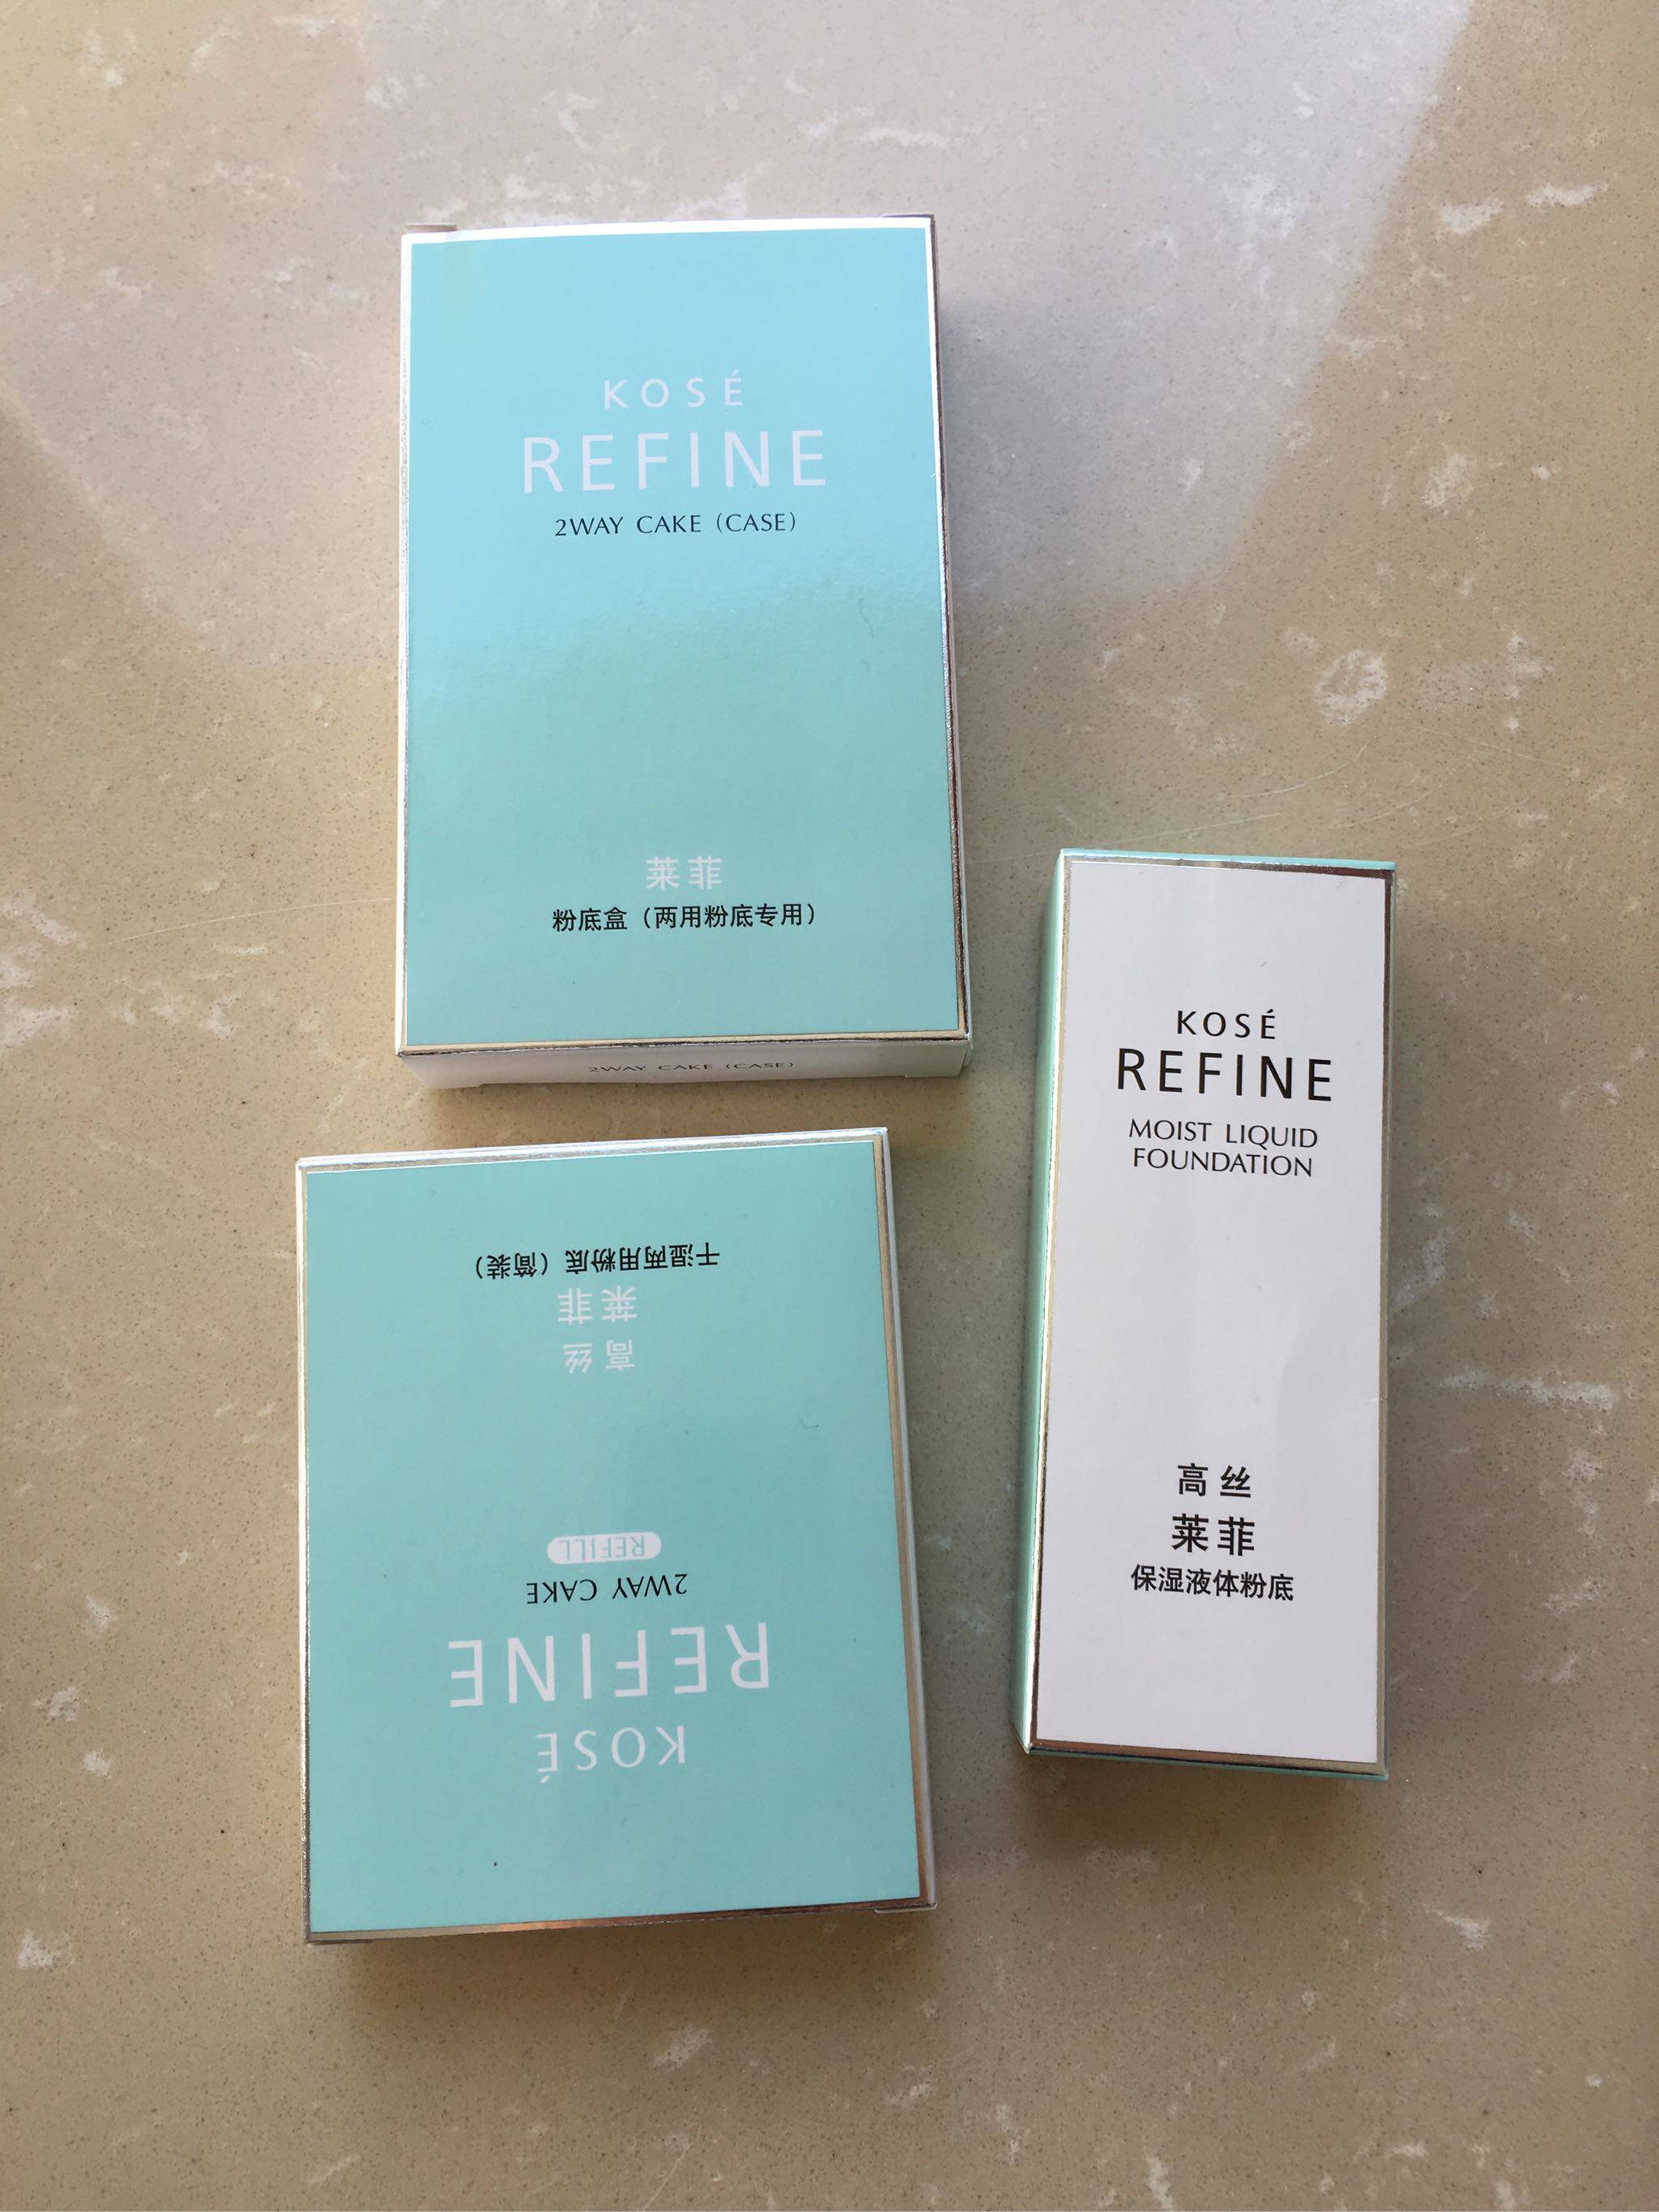 KOSÉ
REFINE
2WAY CAKE (CASE)
莱菲
粉底盒（两用粉底专用）
2WAY CAKE (CASE)
KOSÉ
REFINE
2WAY CAKE
REFILL
高丝
莱菲
干湿两用粉底（简装）
KOSÉ
REFINE
MOIST LIQUID
FOUNDATION
高丝
莱菲
保湿液体粉底